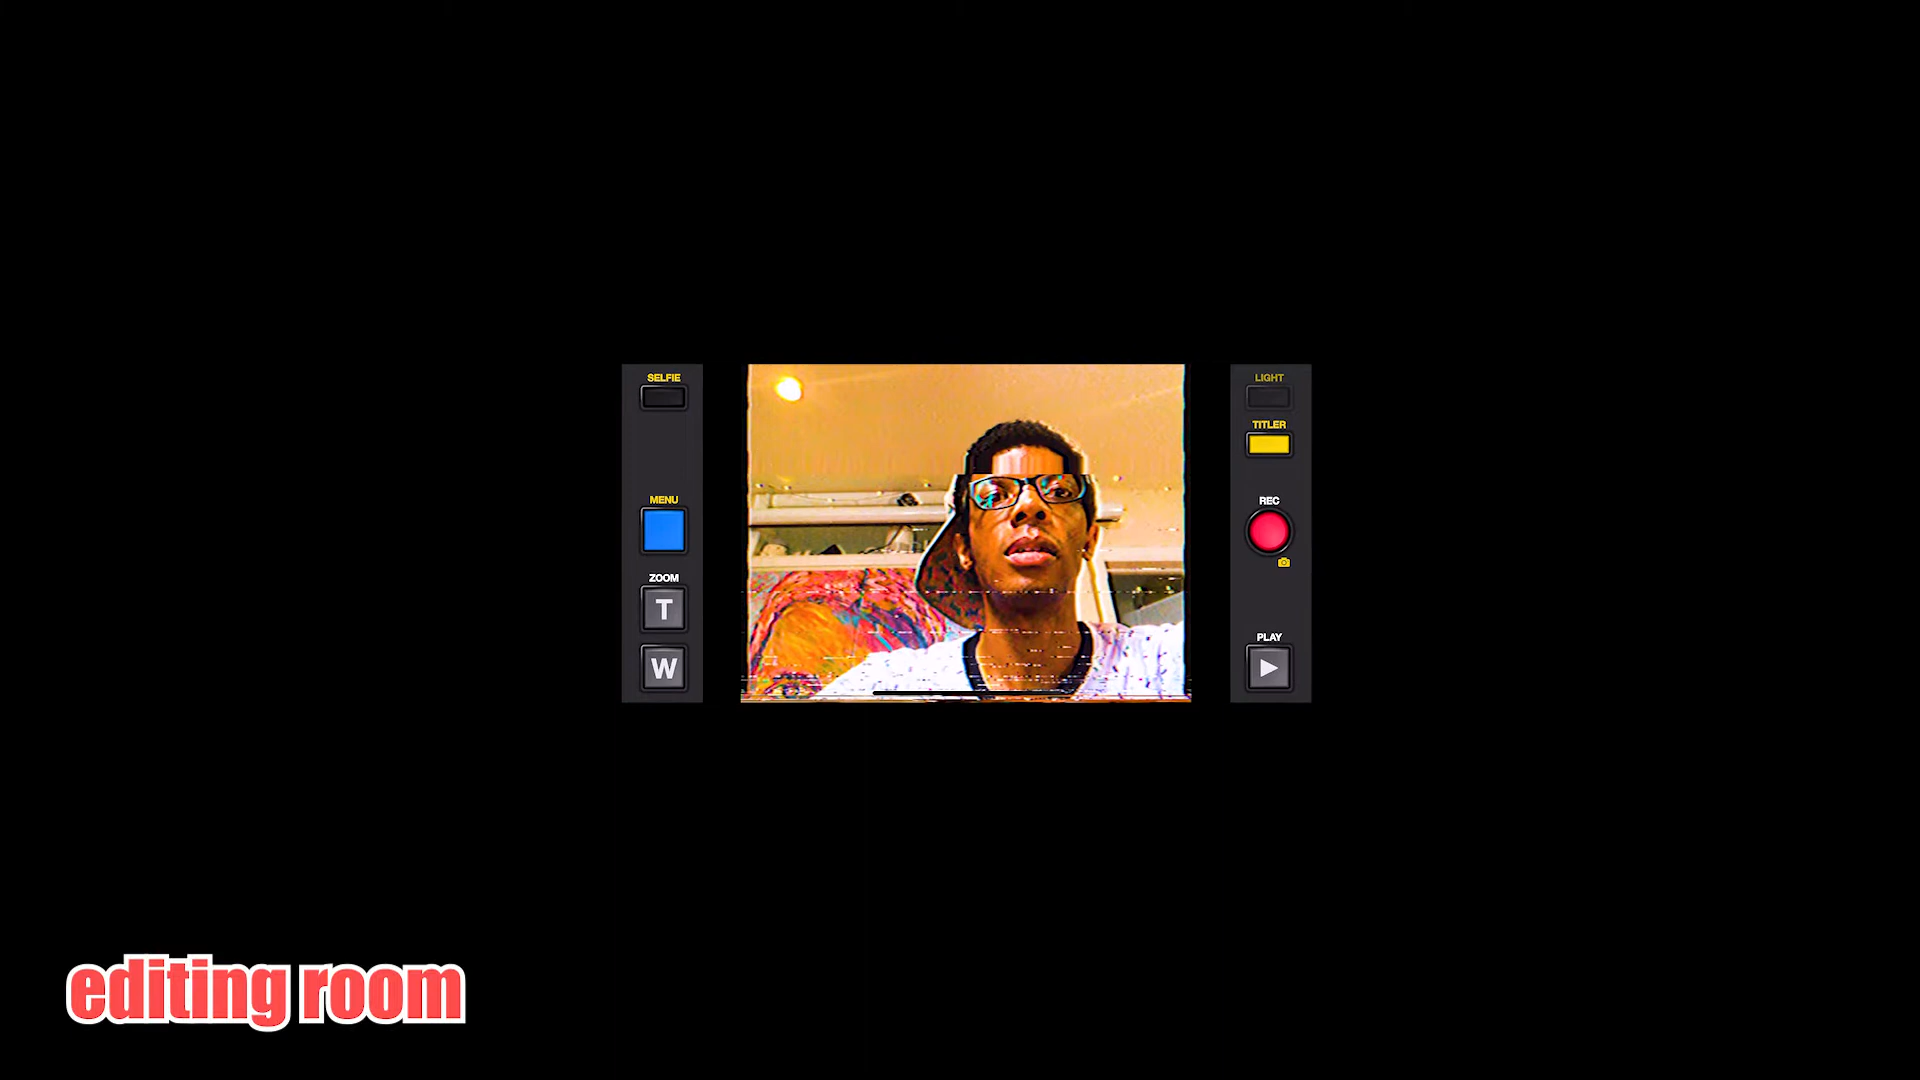 SELFIE
MENU
ZOOM
T
W
LIGHT
TITLER
REC
PLAY
editing room